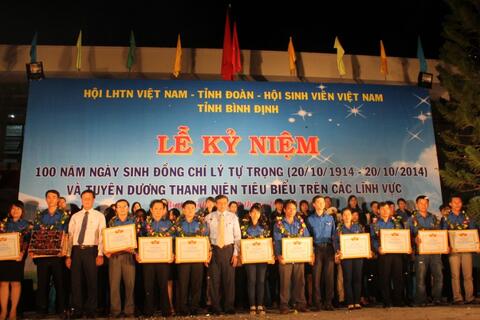 HỘI LHTN VIỆT NAM - TỈNH ĐOÀN - HỘI SINH VIÊN VIỆT NAM
TỈNH BÌNH ĐỊNH
LỄ KỶ NIỆM
100 NĂM NGÀY SINH ĐỒNG CHÍ LÝ TỰ TRỌNG (20/10/1914 - 20/10/2014)
VÀ TUYÊN DƯƠNG THANH NIÊN TIÊU BIỂU TRÊN CÁC LĨNH VỰC